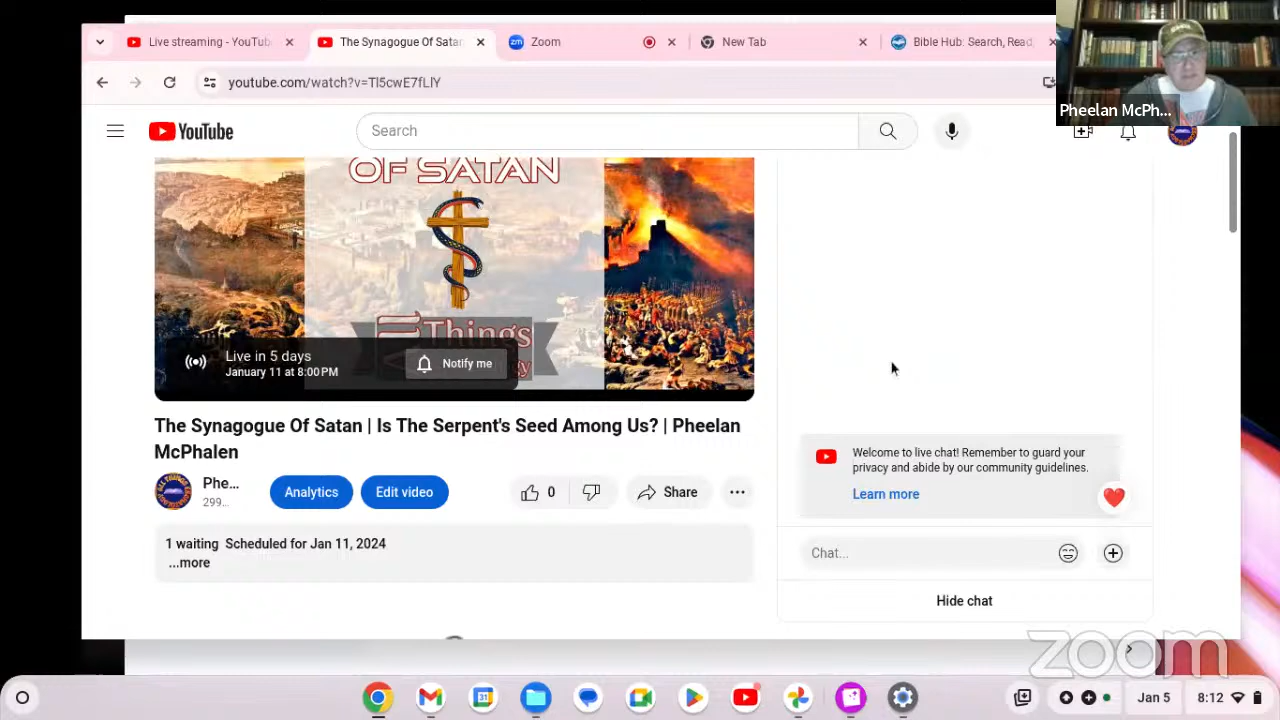 Live streaming - YouTub
The Synagogue Of Satan
Zoom
New Tab
Bible Hub: Search, Read,
youtube.com/watch?v=Tl5cwE7fLlY
Pheelan McPh...
YouTube
Search
OF SATAN
Things
Live in 5 days
January 11 at 8:00 PM
Notify me
The Synagogue Of Satan | Is The Serpent's Seed Among Us? | Pheelan
McPhalen
Phe...
299...
Analytics
Edit video
0
Share
1 waiting Scheduled for Jan 11, 2024
...more
Welcome to live chat! Remember to guard your
privacy and abide by our community guidelines.
Learn more
Chat...
Hide chat
zoom
31
Jan 5
8:12